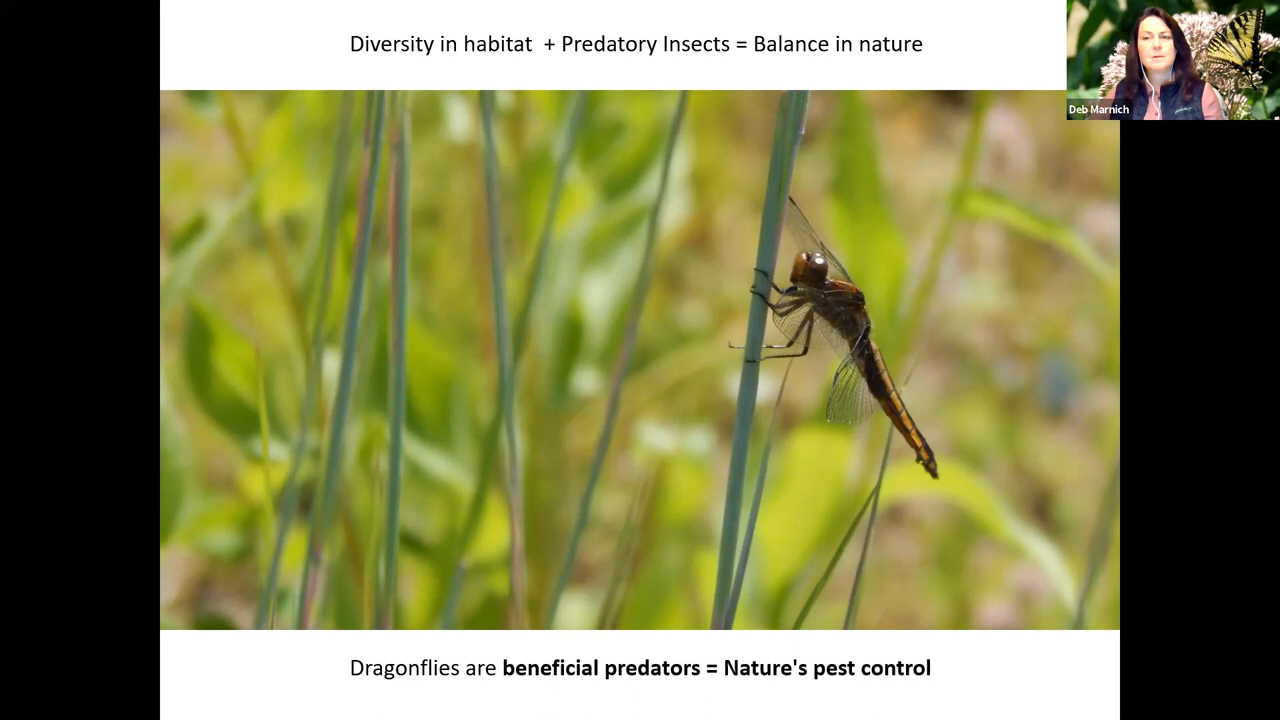 Diversity in habitat + Predatory Insects = Balance in nature
Deb Marnich
Dragonflies are beneficial predators = Nature's pest control